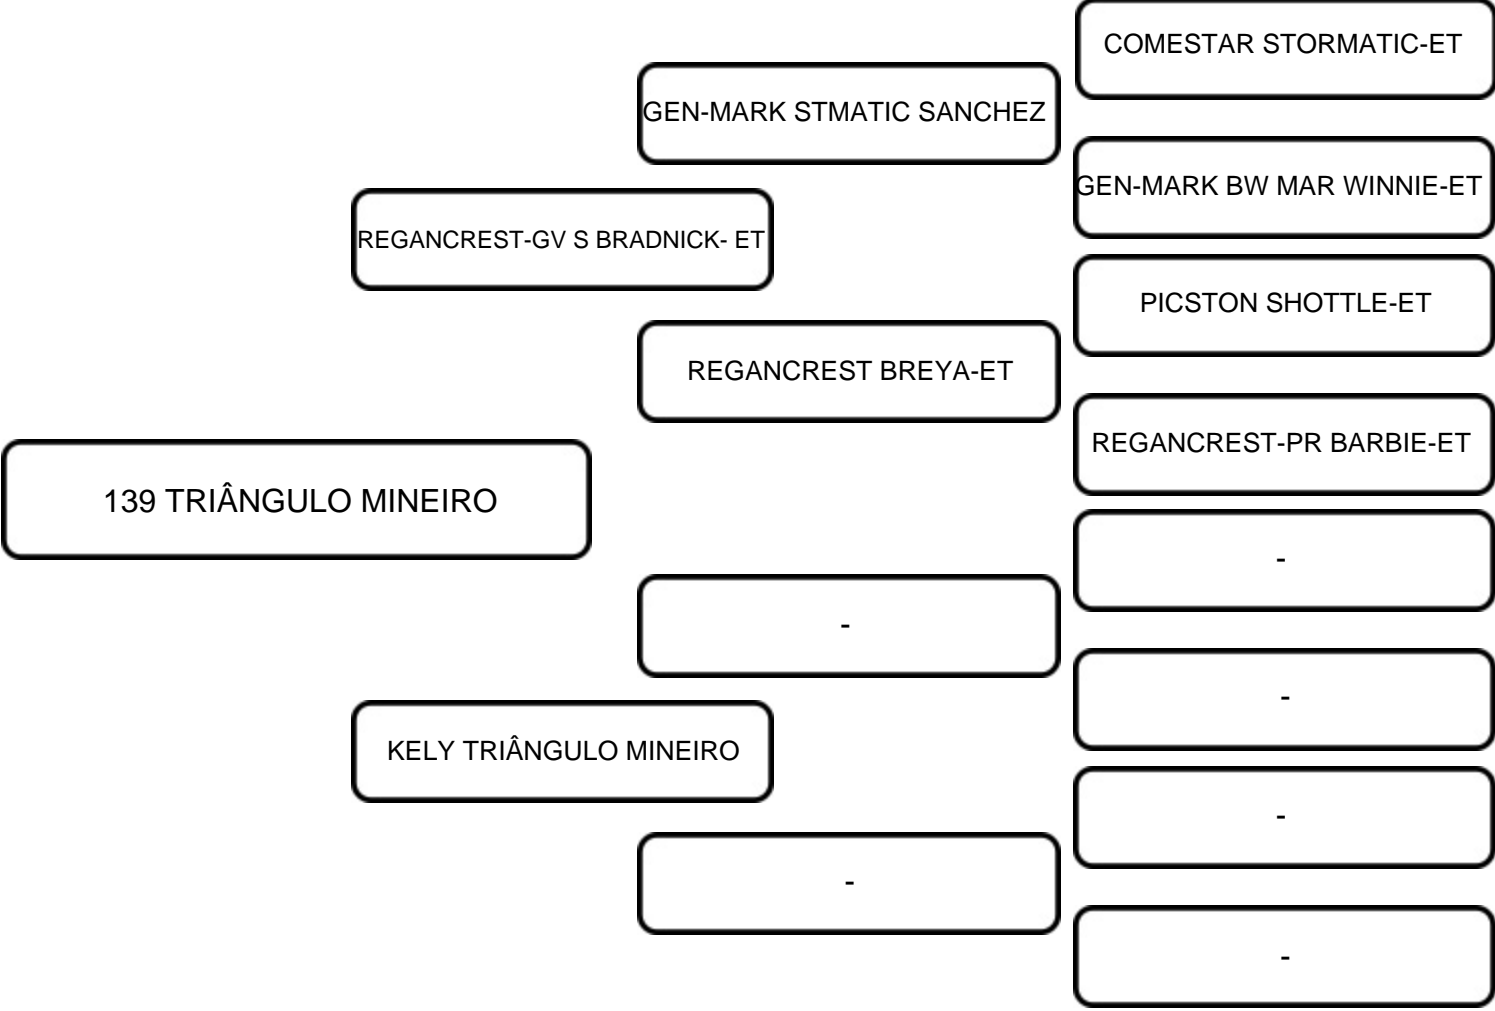 COMESTAR STORMATIC-ET
GEN-MARK STMATIC SANCHEZ
GEN-MARK BW MAR WINNIE-ET
REGANCREST-GV S BRADNICK- ET
PICSTON SHOTTLE-ET
REGANCREST BREYA-ET
REGANCREST-PR BARBIE-ET
139 TRIÂNGULO MINEIRO
-
-
-
KELY TRIÂNGULO MINEIRO
-
-
-